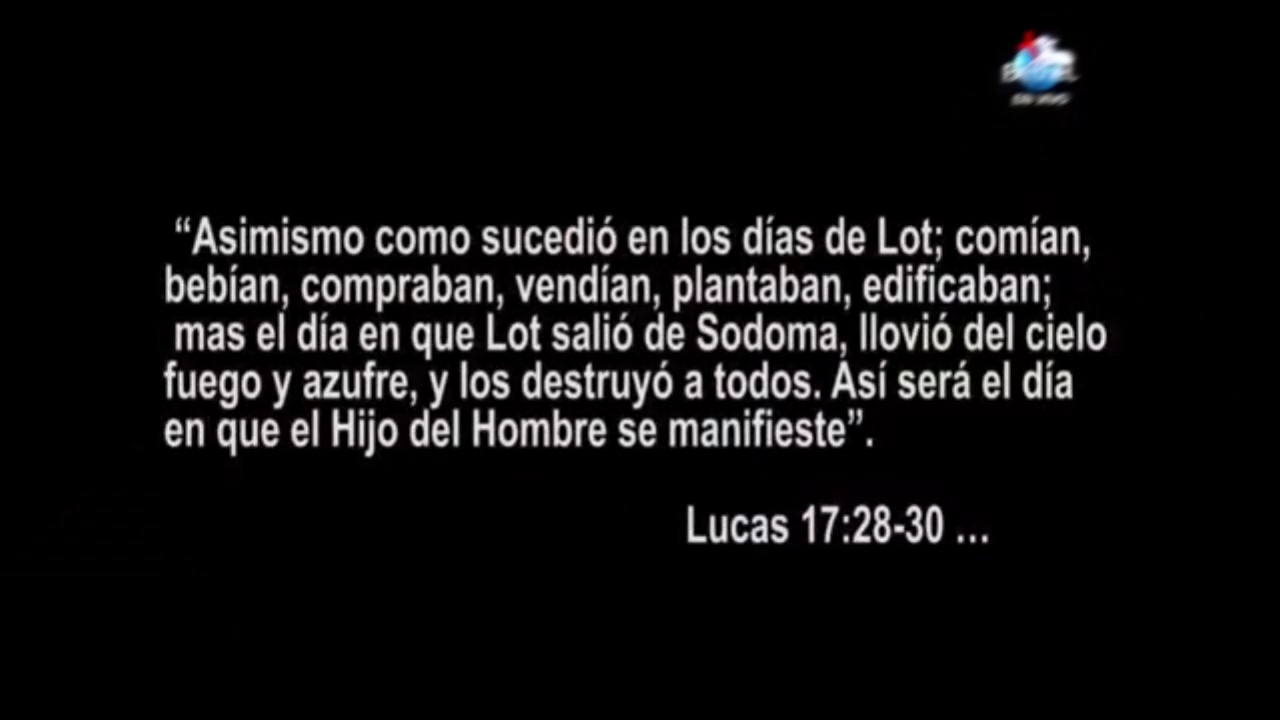 “Asimismo como sucedió en los días de Lot; comían,
bebían, compraban, vendían, plantaban, edificaban;
mas el día en que Lot salió de Sodoma, llovió del cielo
fuego y azufre, y los destruyó a todos. Así será el día
en que el Hijo del Hombre se manifieste”.
Lucas 17:28-30 ...